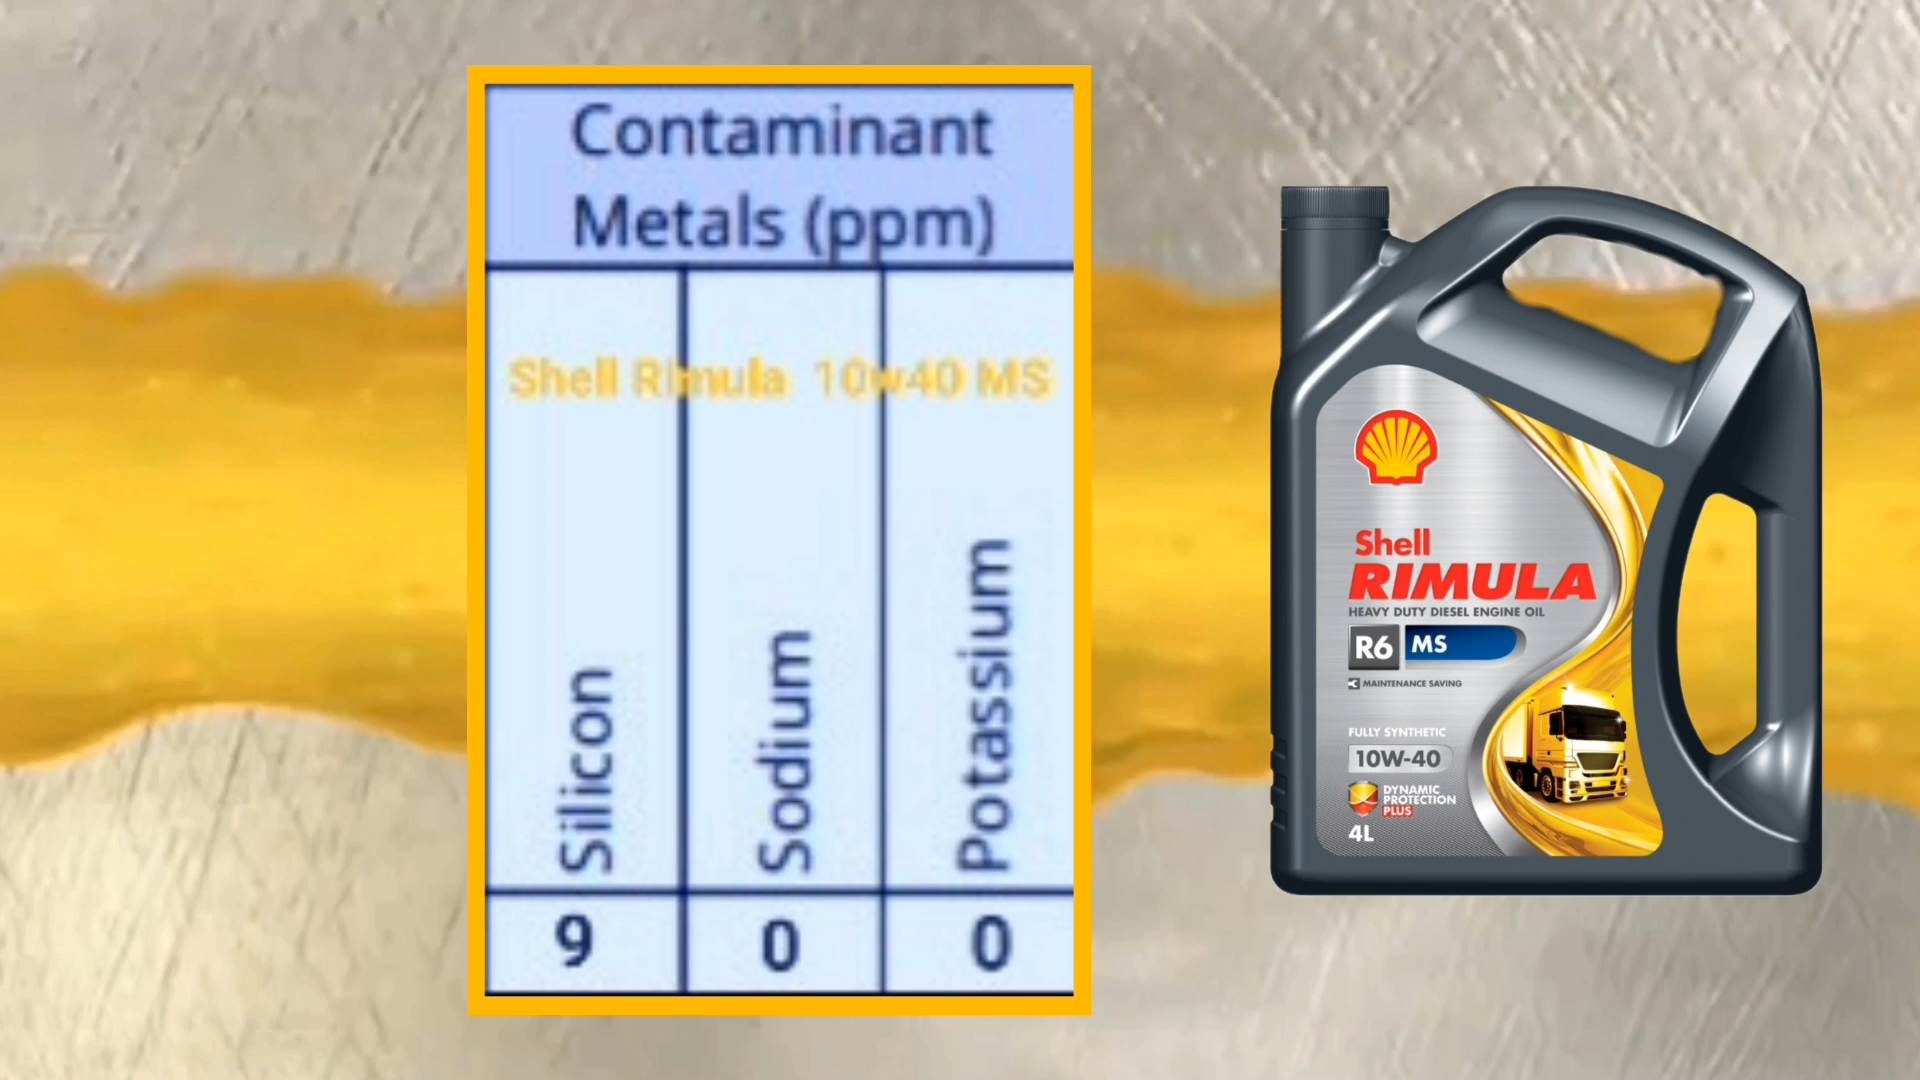 Contaminant
Metals (ppm)
Shell Rimula 10w40 MS
Silicon
Sodium
Potassium
9
0
0
Shell
RIMULA
HEAVY DUTY DIESEL ENGINE OIL
R6 MS
MAINTENANCE SAVING
FULLY SYNTHETIC
10W-40
DYNAMIC
PROTECTION
PLUS
4L